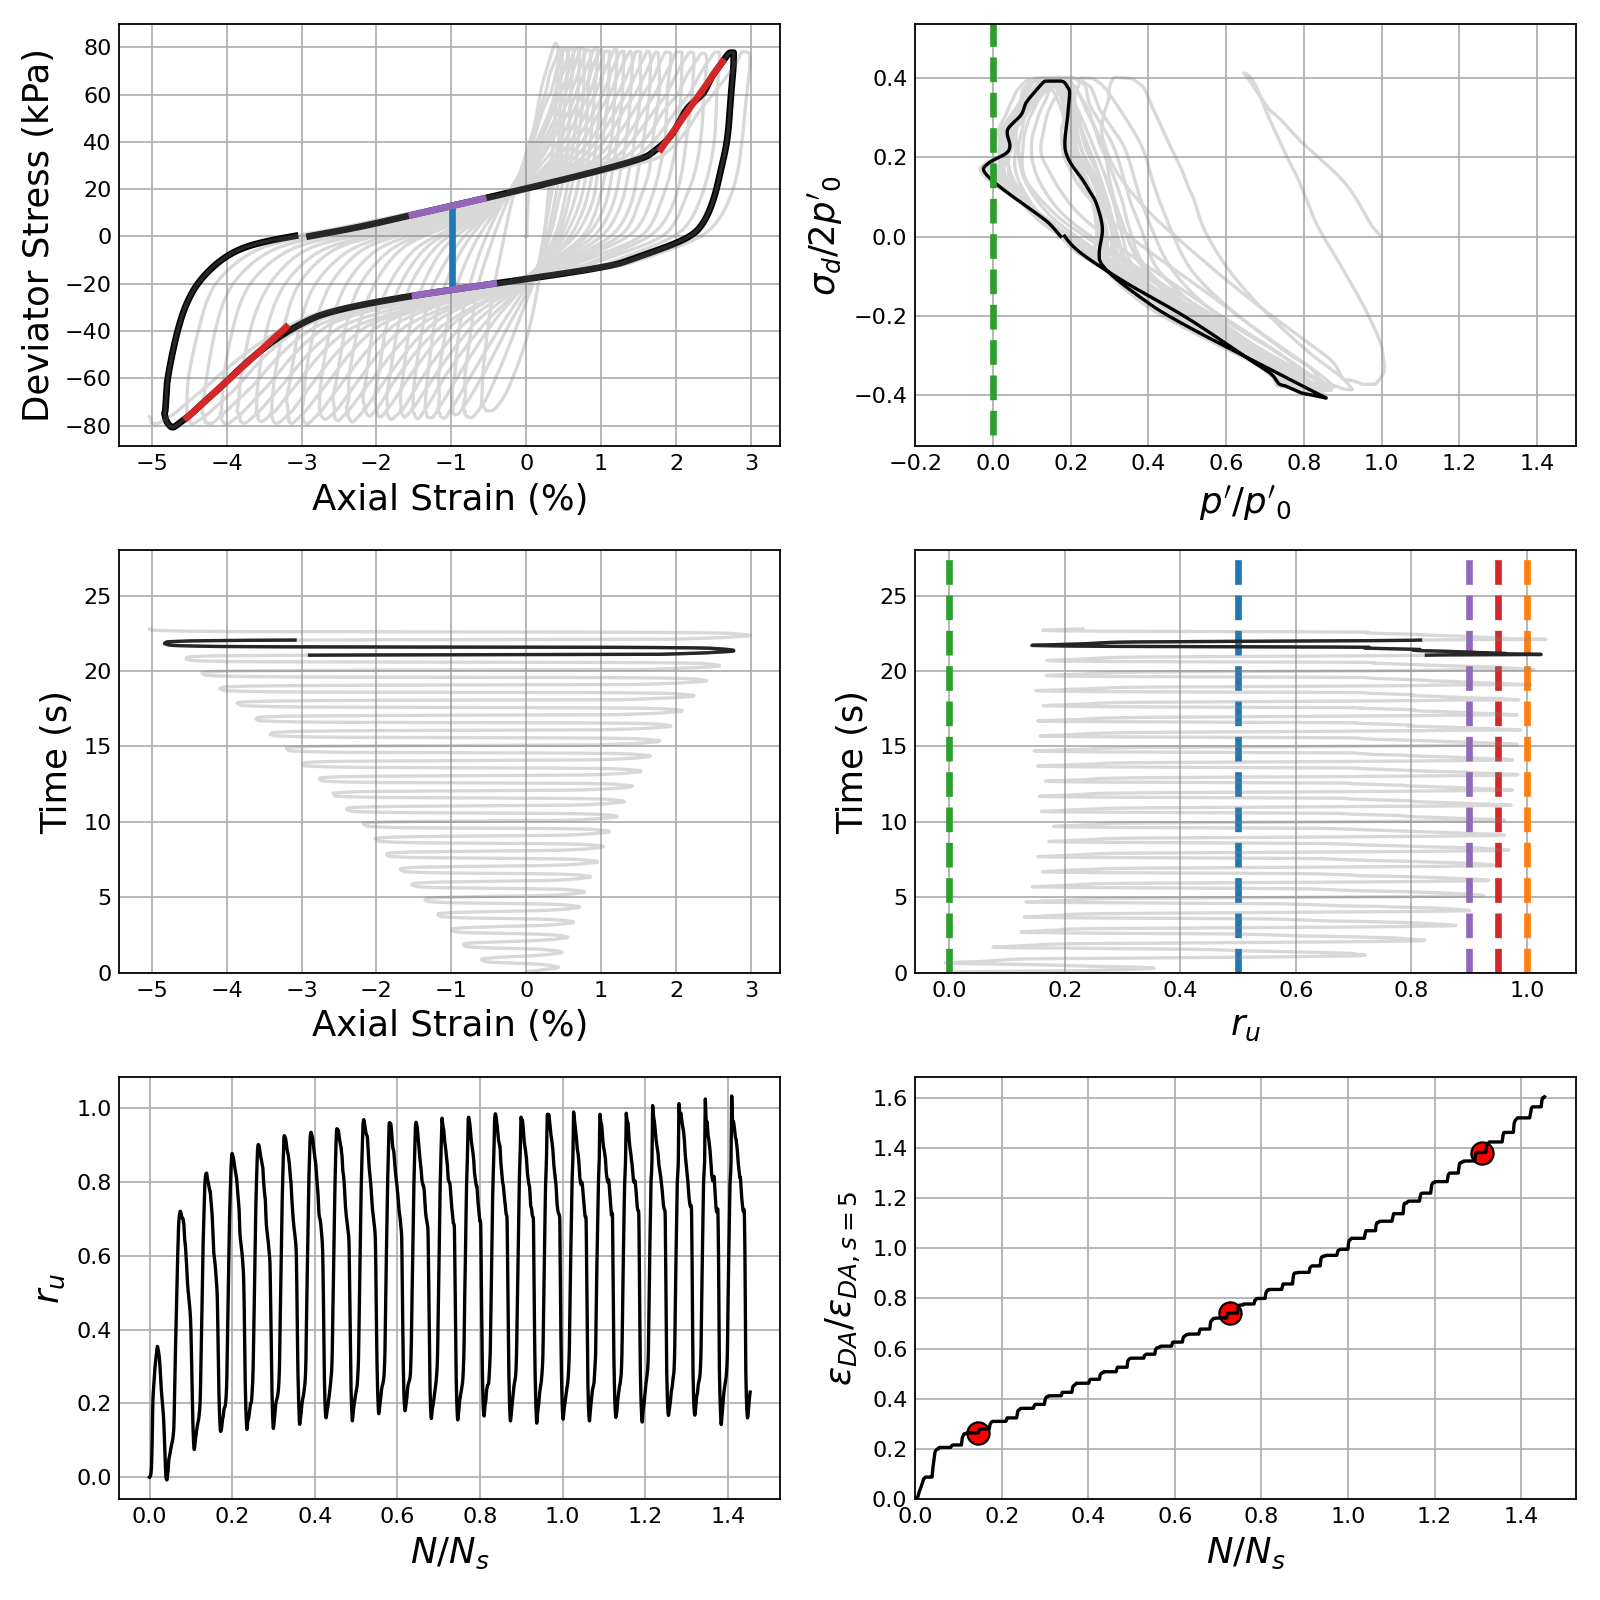 80
60
40
20
0
−20
−40
−60
−80
Deviator Stress (kPa)
−5 −4 −3 −2 −1 0 1 2 3
Axial Strain (%)
0.4
0.2
0.0
−0.2
−0.4
σd/2p′0
−0.2 0.0 0.2 0.4 0.6 0.8 1.0 1.2 1.4
p′/p′0
25
20
15
10
5
0
Time (s)
−5 −4 −3 −2 −1 0 1 2 3
Axial Strain (%)
25
20
15
10
5
0
Time (s)
0.0 0.2 0.4 0.6 0.8 1.0
ru
1.0
0.8
0.6
0.4
0.2
0.0
ru
0.0 0.2 0.4 0.6 0.8 1.0 1.2 1.4
N/Ns
1.6
1.4
1.2
1.0
0.8
0.6
0.4
0.2
0.0
εDA/εDA, s = 5
0.0 0.2 0.4 0.6 0.8 1.0 1.2 1.4
N/Ns